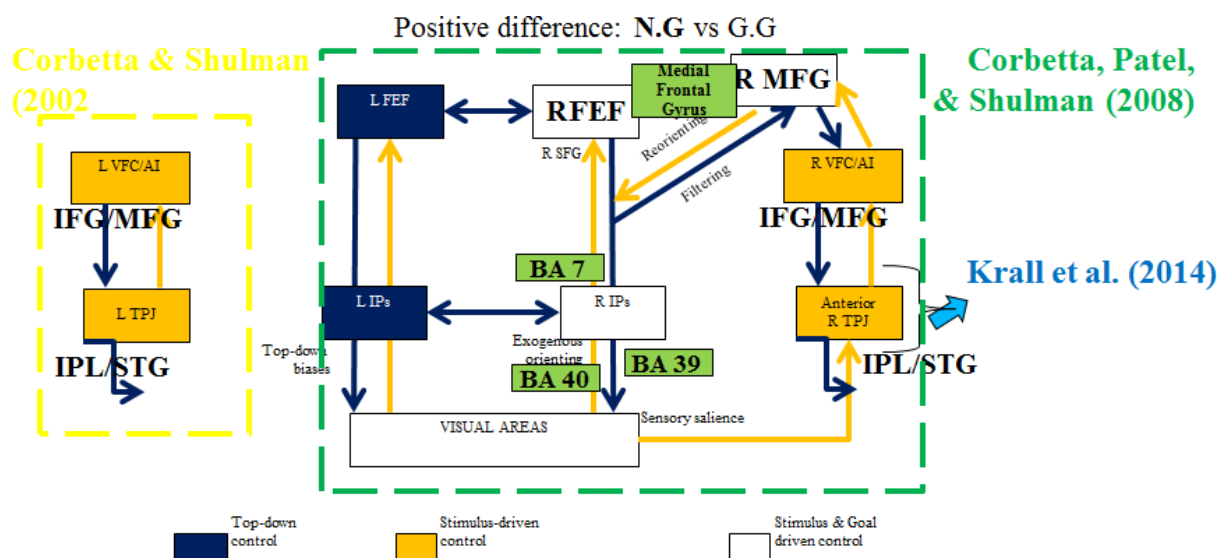 Positive difference: N.G vs G.G
Corbetta & Shulman
(2002
Corbetta, Patel,
& Shulman (2008)
L FEF
RFEF
R SFG
Medial
Frontal
Gyrus
R MFG
Reorienting
Filtering
L VFC/AI
IFG/MFG
R VFC/AI
IFG/MFG
BA 7
Krall et al. (2014)
L TPJ
IPL/STG
L IPs
R IPs
Anterior
R TPJ
IPL/STG
Top-down
biases
Exogenous
orienting
BA 40
BA 39
VISUAL AREAS
Sensory salience
Top-down
control
Stimulus-driven
control
Stimulus & Goal
driven control